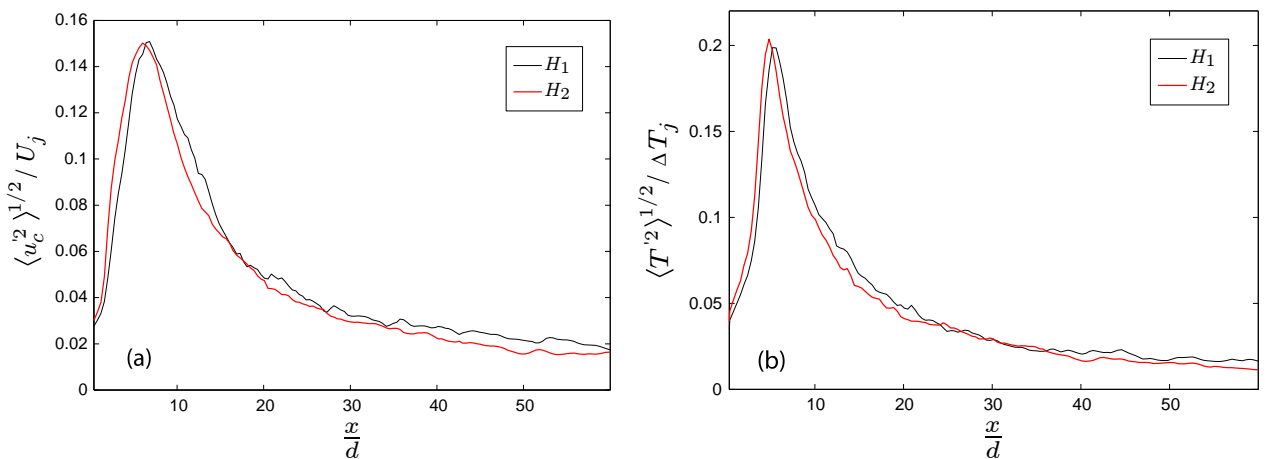 0.16
0.14
0.12
0.1
0.08
0.06
0.04
0.02
0
10 20 30 40 50
⟨u_c'^2⟩^1/2 / U_j
x/d
H_1
H_2
(a)
0.2
0.15
0.1
0.05
0
10 20 30 40 50
⟨T'^2⟩^1/2 / ΔT_j
x/d
H_1
H_2
(b)